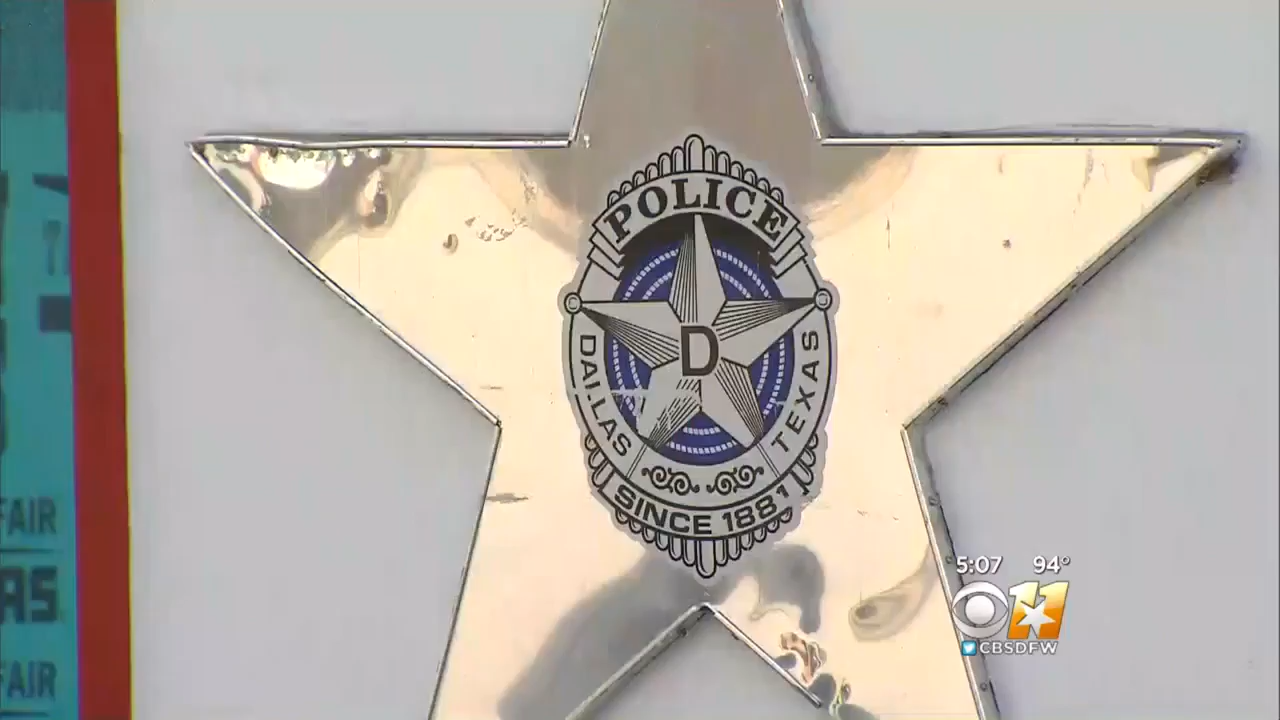 POLICE
D
DALLAS
TEXAS
SINCE 1881
FAIR
AS
FAIR
5:07 94°
11
CBSDFW